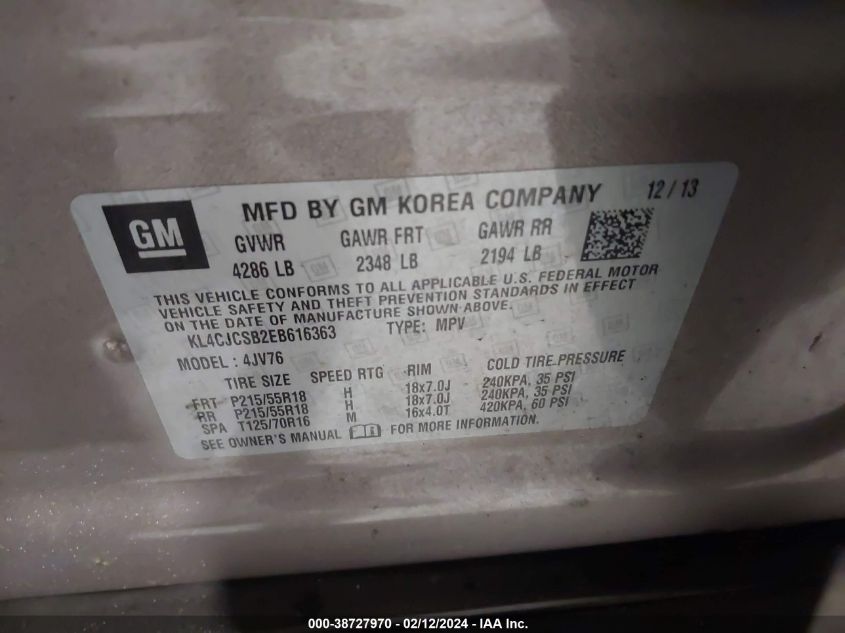 GM
MFD BY GM KOREA COMPANY 12/13
GVWR GAWR FRT GAWR RR
4286 LB 2348 LB 2194 LB
THIS VEHICLE CONFORMS TO ALL APPLICABLE U.S. FEDERAL MOTOR
VEHICLE SAFETY AND THEFT PREVENTION STANDARDS IN EFFECT
ON THE DATE OF MANUFACTURE SHOWN ABOVE.
KL4CJCSB2EB616363 TYPE: MPV
MODEL: 4JV76
TIRE SIZE SPEED RTG RIM COLD TIRE PRESSURE
FRT P215/55R18 H 18x7.0J 240KPA, 35 PSI
RR P215/55R18 H 18x7.0J 240KPA, 35 PSI
SPA T125/70R16 M 16x4.0T 420KPA, 60 PSI
SEE OWNER'S MANUAL FOR MORE INFORMATION.
000-38727970 - 02/12/2024 - IAA Inc.